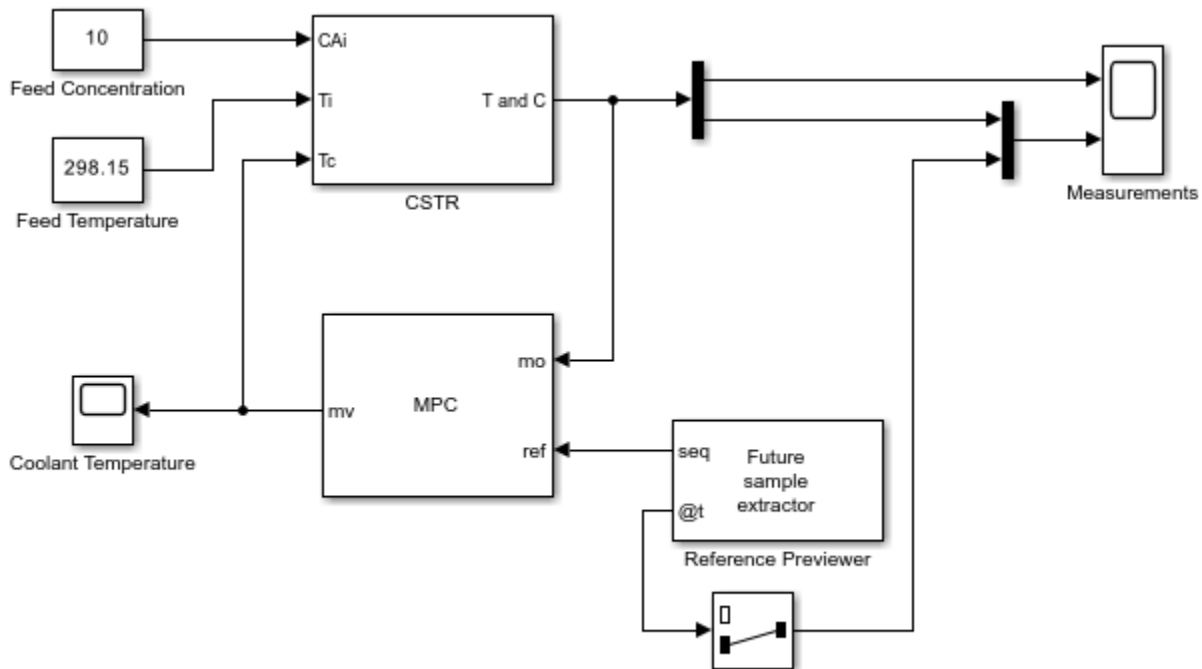 10
Feed Concentration
298.15
Feed Temperature
CAi
Ti
Tc
T and C
CSTR
Measurements
mo
MPC
mv
ref
Coolant Temperature
seq
@t
Future
sample
extractor
Reference Previewer